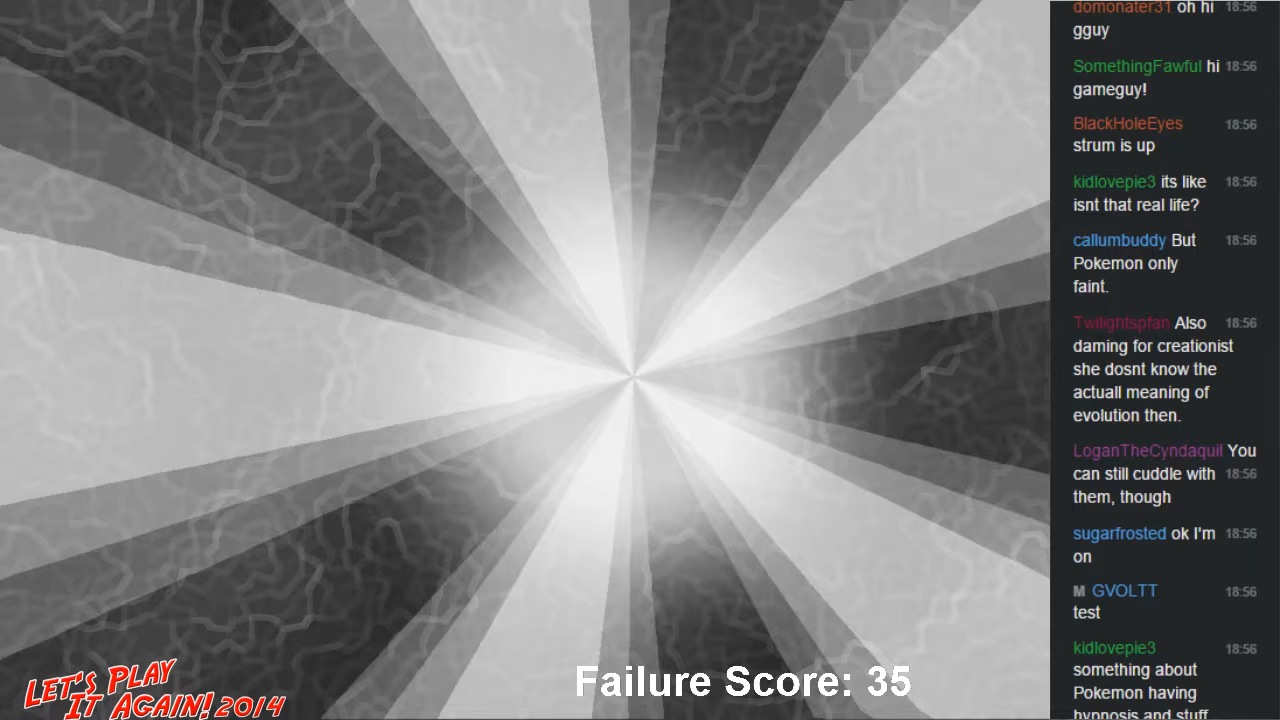 domonater31 oh hi 18:56
gguy
SomethingFawful hi 18:56
gameguy!
BlackHoleEyes 18:56
strum is up
kidlovepie3 its like 18:56
isnt that real life?
callumbuddy But 18:56
Pokemon only
faint.
Twilightspfan Also 18:56
daming for creationist
she dosnt know the
actuall meaning of
evolution then.
LoganTheCyndaquil You
can still cuddle with 18:56
them, though
sugarfrosted ok I'm 18:56
on
M GVOLTT 18:56
test
kidlovepie3 18:56
something about
Pokemon having
hypnosis and stuff
LET'S PLAY
IT AGAIN! 2014
Failure Score: 35